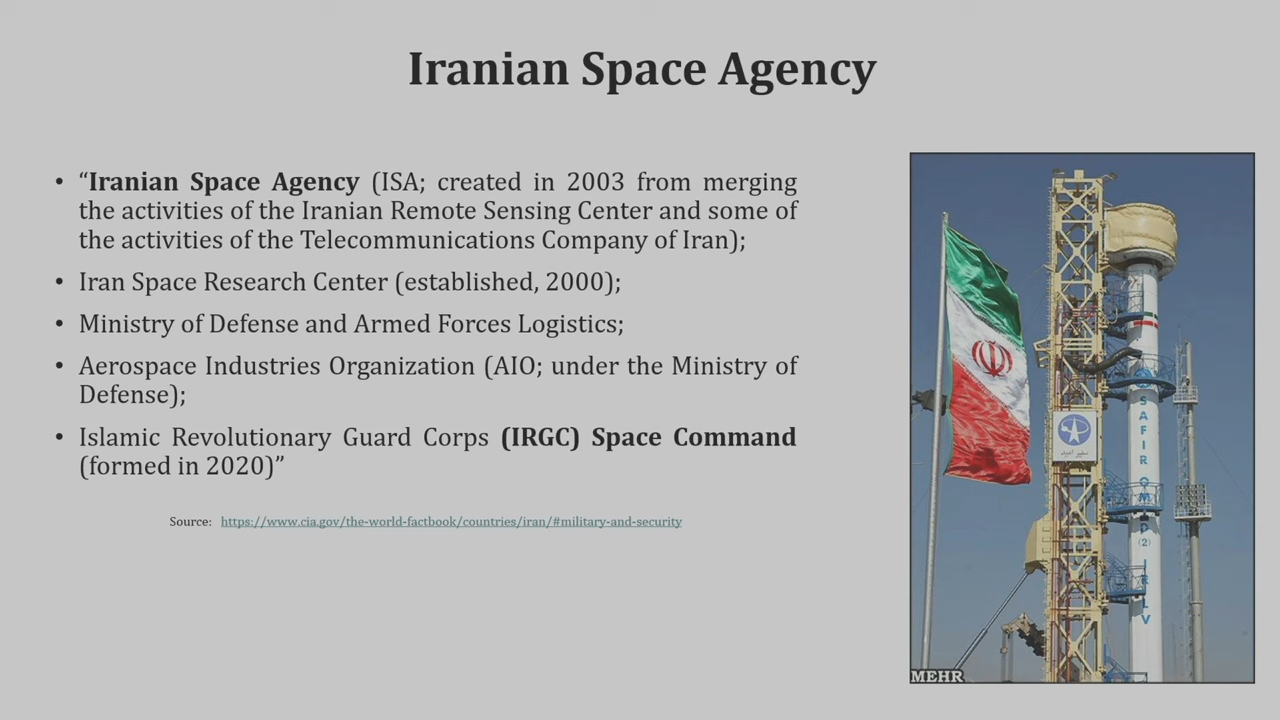 Iranian Space Agency
• “Iranian Space Agency (ISA; created in 2003 from merging
the activities of the Iranian Remote Sensing Center and some of
the activities of the Telecommunications Company of Iran);
• Iran Space Research Center (established, 2000);
• Ministry of Defense and Armed Forces Logistics;
• Aerospace Industries Organization (AIO; under the Ministry of
Defense);
• Islamic Revolutionary Guard Corps (IRGC) Space Command
(formed in 2020)”
Source: https://www.cia.gov/the-world-factbook/countries/iran/#military-and-security
SAFIR
(2)
MEHR